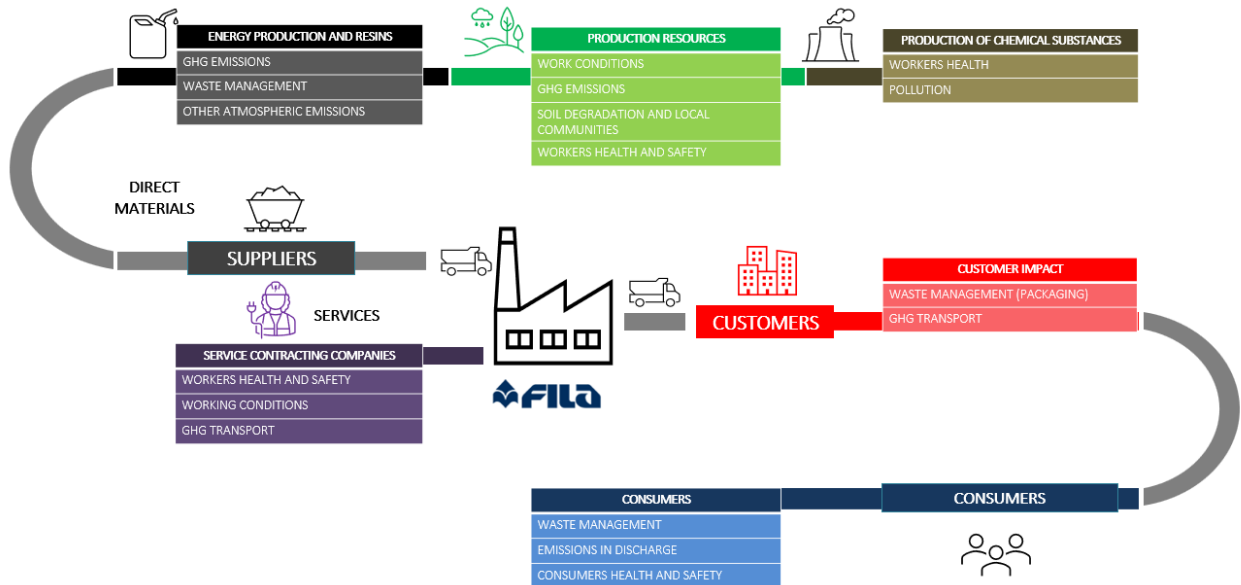 ENERGY PRODUCTION AND RESINS
GHG EMISSIONS
WASTE MANAGEMENT
OTHER ATMOSPHERIC EMISSIONS
PRODUCTION RESOURCES
WORK CONDITIONS
GHG EMISSIONS
SOIL DEGRADATION AND LOCAL
COMMUNITIES
WORKERS HEALTH AND SAFETY
PRODUCTION OF CHEMICAL SUBSTANCES
WORKERS HEALTH
POLLUTION
DIRECT
MATERIALS
SUPPLIERS
SERVICES
SERVICE CONTRACTING COMPANIES
WORKERS HEALTH AND SAFETY
WORKING CONDITIONS
GHG TRANSPORT
FILA
CUSTOMERS
CUSTOMER IMPACT
WASTE MANAGEMENT (PACKAGING)
GHG TRANSPORT
CONSUMERS
CONSUMERS
WASTE MANAGEMENT
EMISSIONS IN DISCHARGE
CONSUMERS HEALTH AND SAFETY